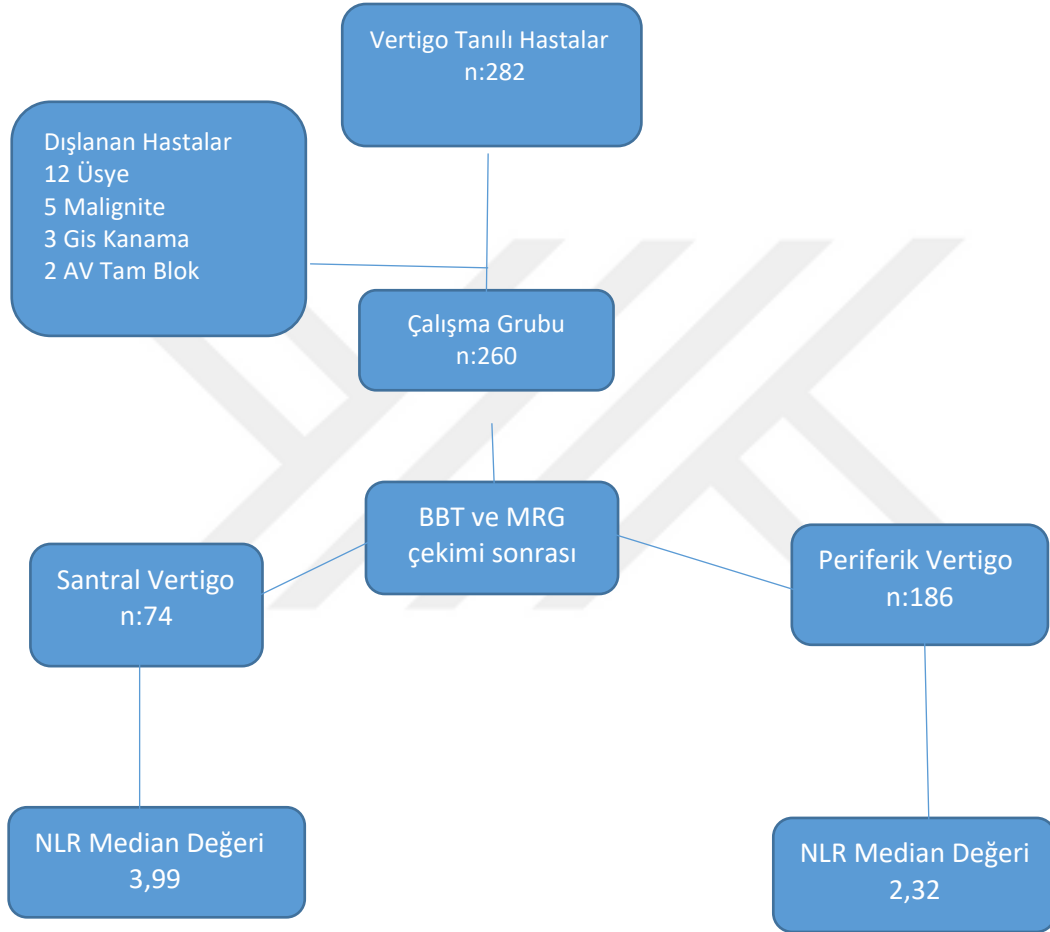 Vertigo Tanılı Hastalar
n:282
Dışlanan Hastalar
12 Üsye
5 Malignite
3 Gis Kanama
2 AV Tam Blok
Çalışma Grubu
n:260
BBT ve MRG
çekimi sonrası
Santral Vertigo
n:74
Periferik Vertigo
n:186
NLR Median Değeri
3,99
NLR Median Değeri
2,32